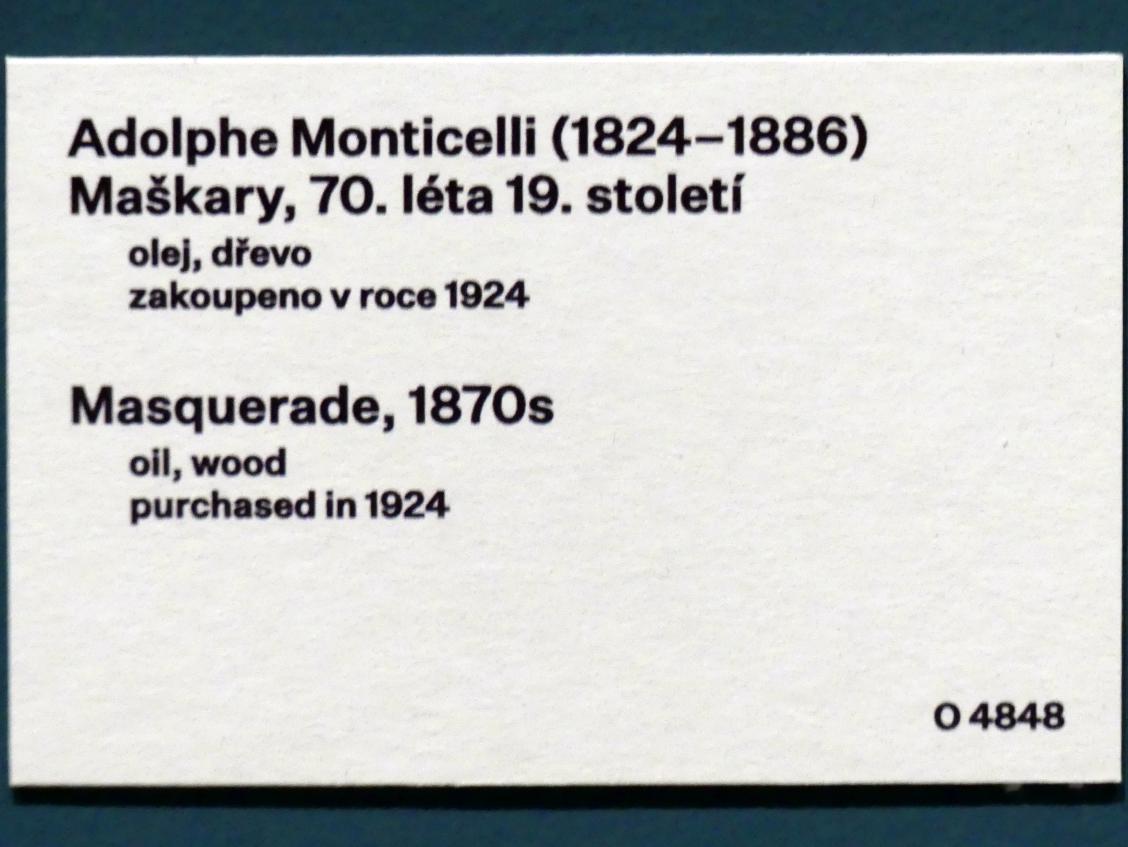 Adolphe Monticelli (1824–1886)
Maškary, 70. léta 19. století
olej, dřevo
zakoupeno v roce 1924
Masquerade, 1870s
oil, wood
purchased in 1924
O 4848